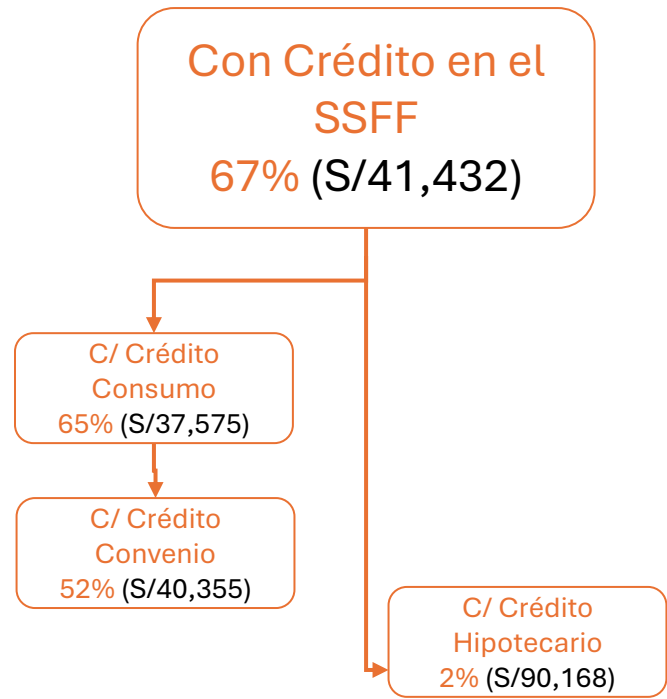 Con Crédito en el
SSFF
67% (S/41,432)
C/ Crédito
Consumo
65% (S/37,575)
C/ Crédito
Convenio
52% (S/40,355)
C/ Crédito
Hipotecario
2% (S/90,168)